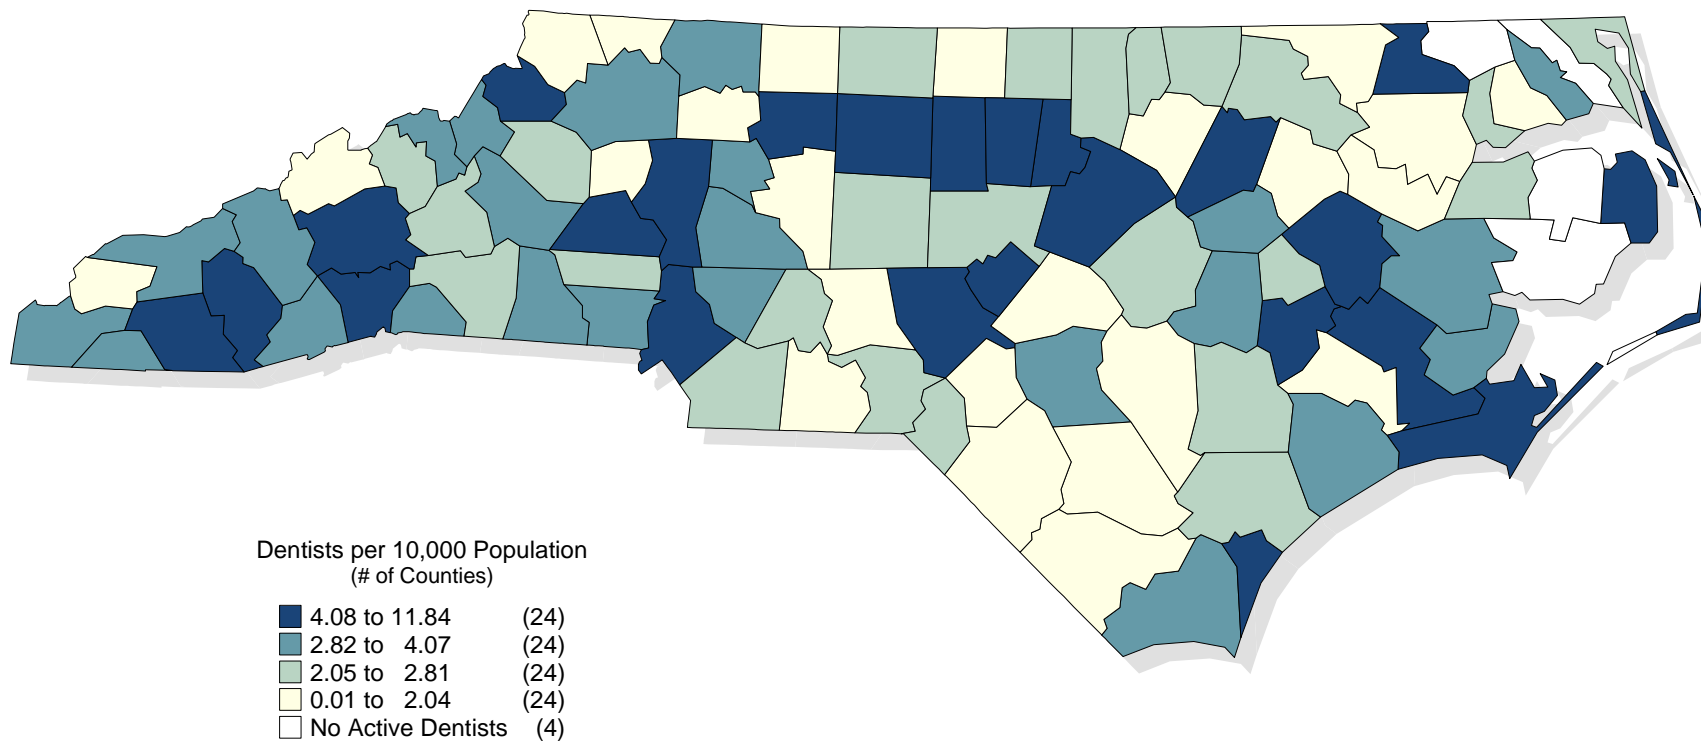 Dentists per 10,000 Population
(# of Counties)
4.08 to 11.84 (24)
2.82 to 4.07 (24)
2.05 to 2.81 (24)
0.01 to 2.04 (24)
No Active Dentists (4)